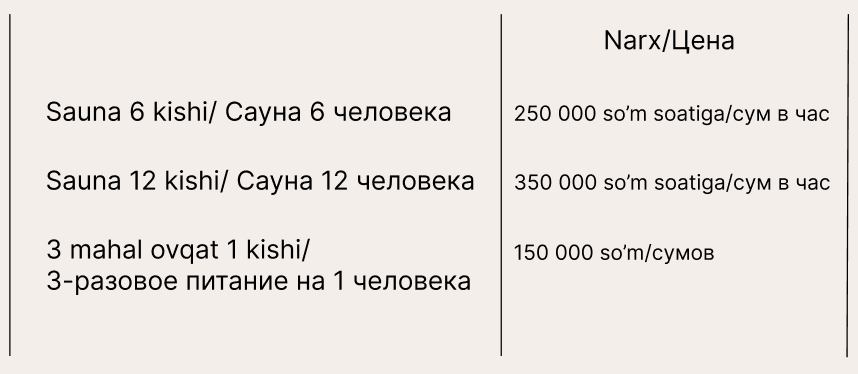 Narx/Цена
Sauna 6 kishi/ Сауна 6 человека
250 000 so’m soatiga/сум в час
Sauna 12 kishi/ Сауна 12 человека
350 000 so’m soatiga/сум в час
3 mahal ovqat 1 kishi/
3-разовое питание на 1 человека
150 000 so’m/сумов